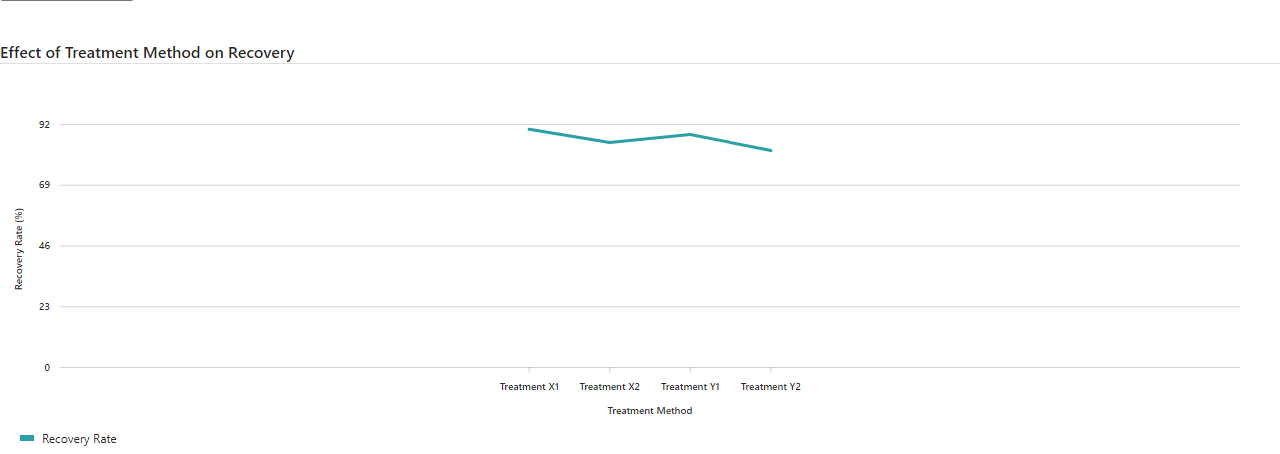 Effect of Treatment Method on Recovery
92
69
46
23
0
Recovery Rate (%)
Treatment X1 Treatment X2 Treatment Y1 Treatment Y2
Treatment Method
Recovery Rate